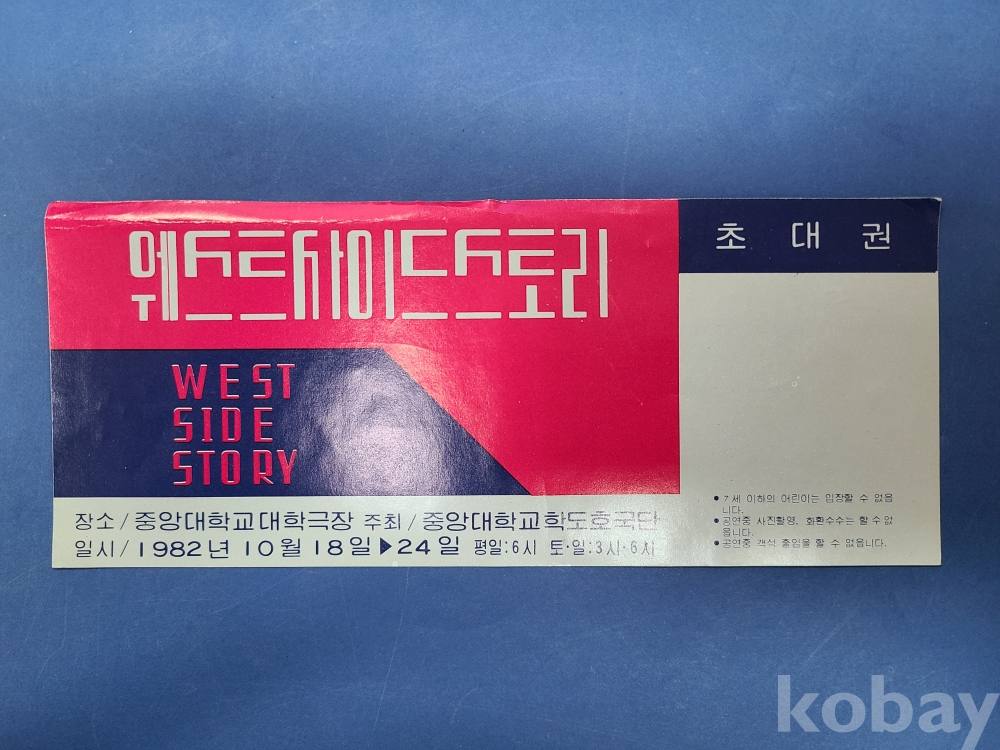 웨스트사이드스토리
WEST
SIDE
STORY
장소/중앙대학교대학극장 주최/중앙대학교학도호국단
일시/1982년 10월 18일▶24일 평일:6시 토·일:3시·6시
초 대 권
● 7세 이하의 어린이는 입장할 수 없읍
니다.
● 공연중 사진촬영, 화환수수는 할 수 없
읍니다.
● 공연중 객석 출입을 할 수 없읍니다.
kobay